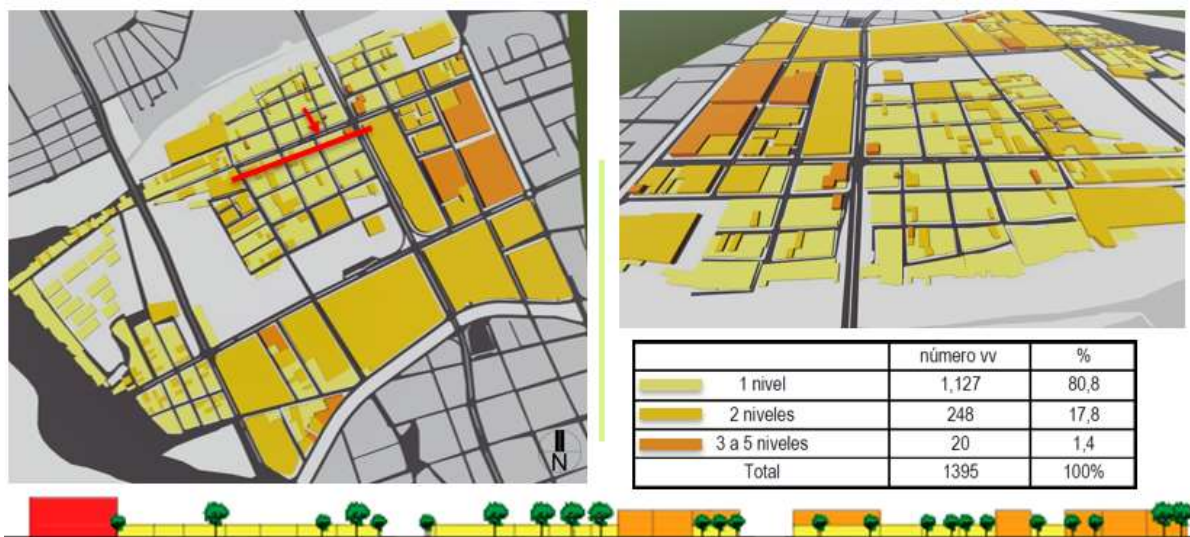 N
número vv %
1 nivel 1,127 80,8
2 niveles 248 17,8
3 a 5 niveles 20 1,4
Total 1395 100%